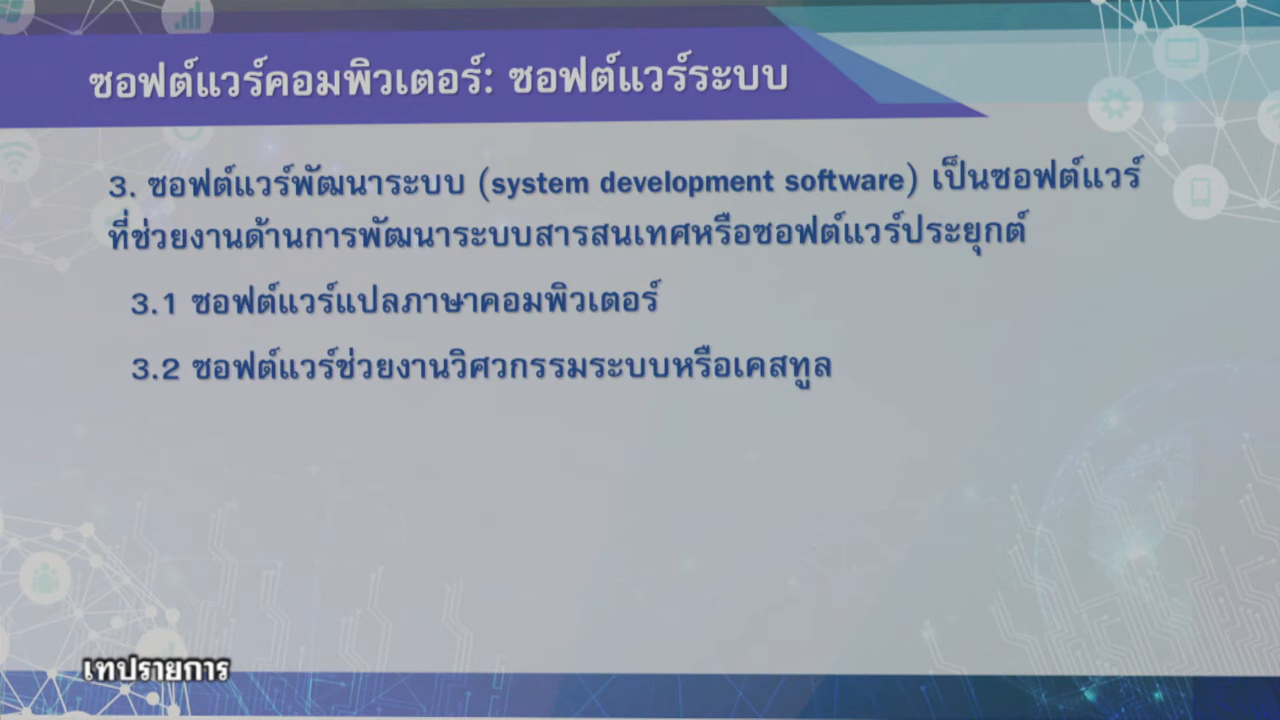 ซอฟต์แวร์คอมพิวเตอร์: ซอฟต์แวร์ระบบ
3. ซอฟต์แวร์พัฒนาระบบ (system development software) เป็นซอฟต์แวร์
ที่ช่วยงานด้านการพัฒนาระบบสารสนเทศหรือซอฟต์แวร์ประยุกต์
3.1 ซอฟต์แวร์แปลภาษาคอมพิวเตอร์
3.2 ซอฟต์แวร์ช่วยงานวิศวกรรมระบบหรือเคสทูล
เทปรายการ